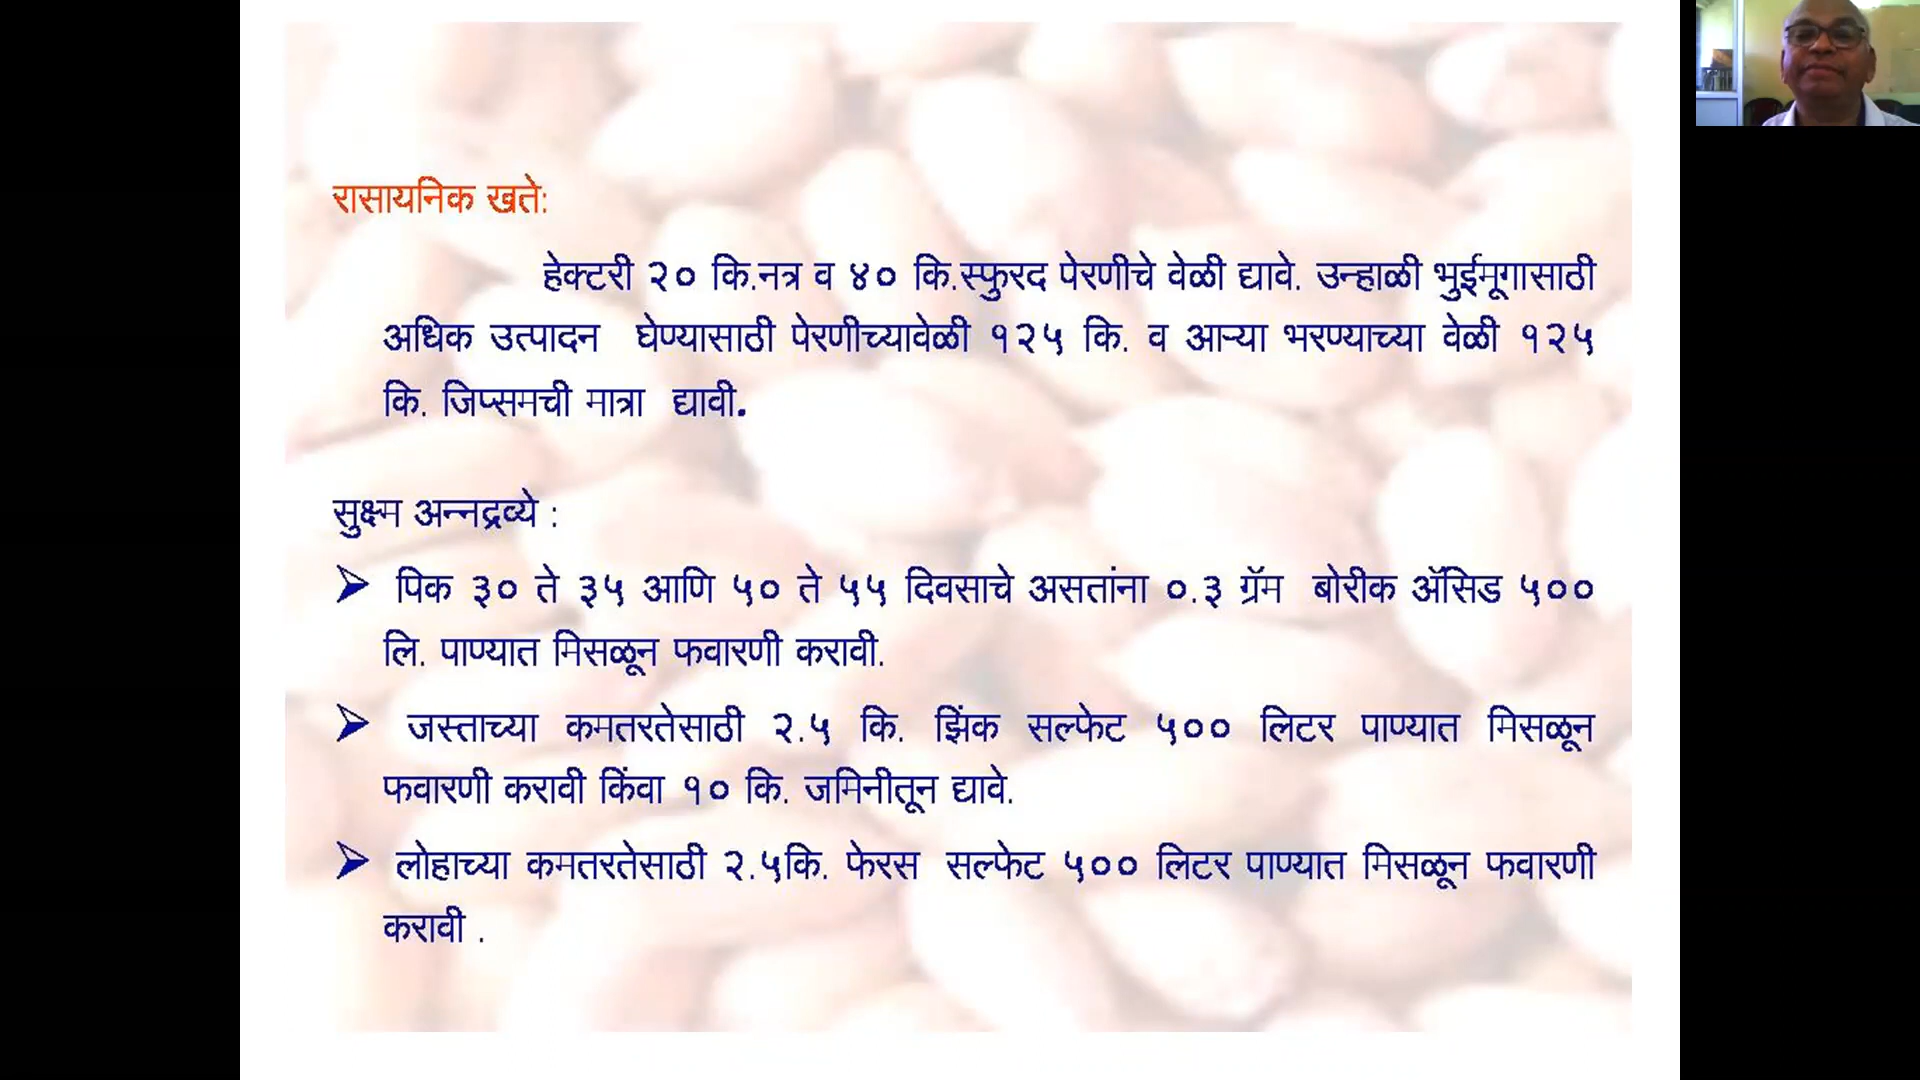 रासायनिक खते:
हेक्टरी २० कि.नत्र व ४० कि.स्फुरद पेरणीचे वेळी द्यावे. उन्हाळी भुईमूगासाठी
अधिक उत्पादन घेण्यासाठी पेरणीच्यावेळी १२५ कि. व आऱ्या भरण्याच्या वेळी १२५
कि. जिप्समची मात्रा द्यावी.
सुक्ष्म अन्नद्रव्ये :
➢ पिक ३० ते ३५ आणि ५० ते ५५ दिवसाचे असतांना ०.३ ग्रॅम बोरीक ॲसिड ५००
लि. पाण्यात मिसळून फवारणी करावी.
➢ जस्ताच्या कमतरतेसाठी २.५ कि. झिंक सल्फेट ५०० लिटर पाण्यात मिसळून
फवारणी करावी किंवा १० कि. जमिनीतून द्यावे.
➢ लोहाच्या कमतरतेसाठी २.५कि. फेरस सल्फेट ५०० लिटर पाण्यात मिसळून फवारणी
करावी .